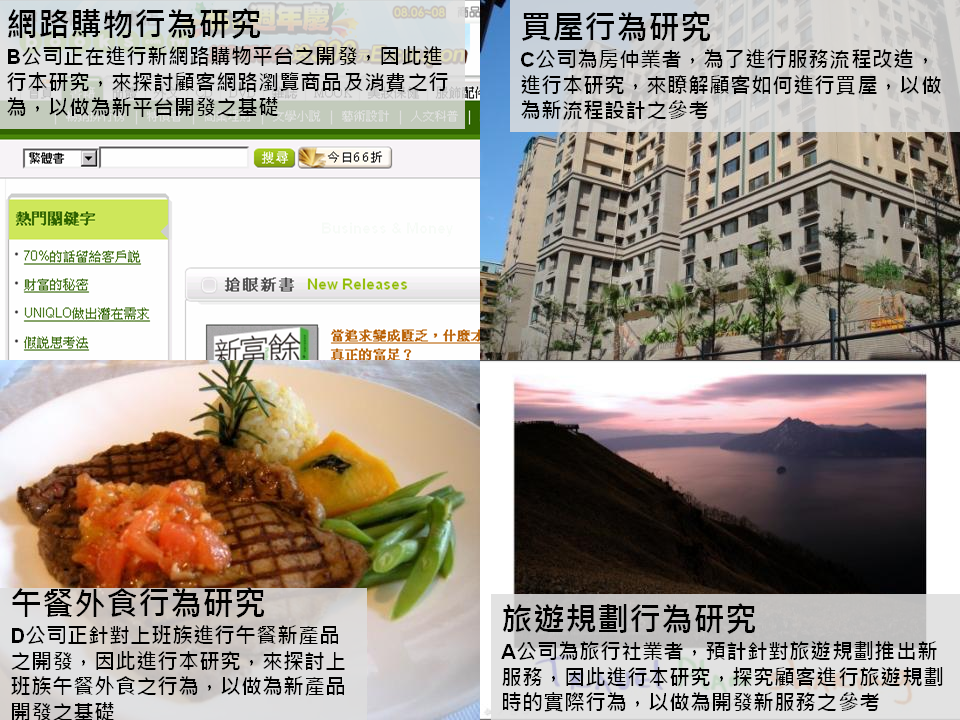 網路購物行為研究
B公司正在進行新網路購物平台之開發，因此進
行本研究，來探討顧客網路瀏覽商品及消費之行
為，以做為新平台開發之基礎
文學小說 | 藝術設計 | 人文科普
繁體書
搜尋
今日66折
熱門關鍵字
70%的話留給客戶說
財富的秘密
UNIQLO做出潛在需求
假說思考法
Business & Money
搶眼新書 New Releases
新富餘
當追求變成匱乏，什麼才
真正的富足？
買屋行為研究
C公司為房仲業者，為了進行服務流程改造，
進行本研究，來瞭解顧客如何進行買屋，以做
為新流程設計之參考
午餐外食行為研究
D公司正針對上班族進行午餐新產品
之開發，因此進行本研究，來探討上
班族午餐外食之行為，以做為新產品
開發之基礎
旅遊規劃行為研究
A公司為旅行社業者，預計針對旅遊規劃推出新
服務，因此進行本研究，探究顧客進行旅遊規劃
時的實際行為，以做為開發新服務之參考